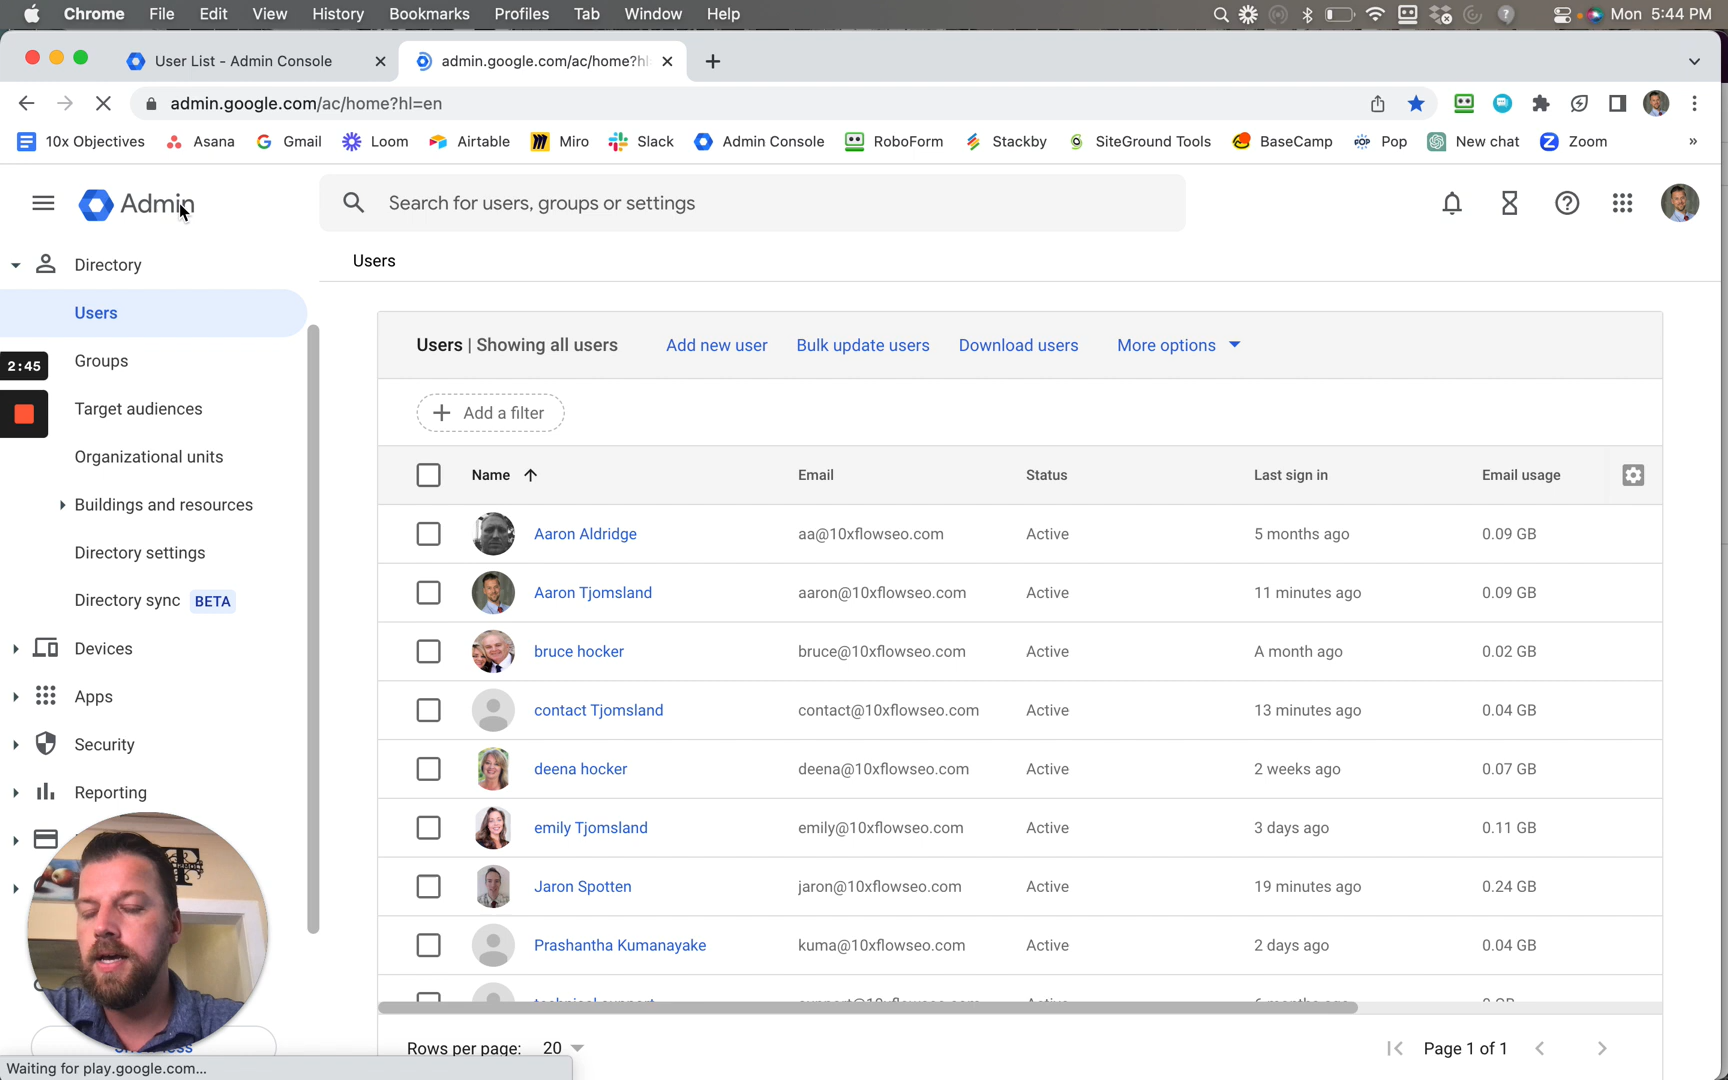 Chrome File Edit View History Bookmarks Profiles Tab Window Help Mon 5:44 PM
User List - Admin Console
admin.google.com/ac/home?hl
admin.google.com/ac/home?hl=en
10x Objectives Asana Gmail Loom Airtable Miro Slack Admin Console RoboForm Stackby SiteGround Tools BaseCamp Pop New chat Zoom »
Admin
Search for users, groups or settings
Directory
Users
Groups
2:45
Target audiences
Organizational units
Buildings and resources
Directory settings
Directory sync BETA
Devices
Apps
Security
Reporting
Users
Users | Showing all users Add new user Bulk update users Download users More options
Add a filter
Name Email Status Last sign in Email usage
Aaron Aldridge aa@10xflowseo.com Active 5 months ago 0.09 GB
Aaron Tjomsland aaron@10xflowseo.com Active 11 minutes ago 0.09 GB
bruce hocker bruce@10xflowseo.com Active A month ago 0.02 GB
contact Tjomsland contact@10xflowseo.com Active 13 minutes ago 0.04 GB
deena hocker deena@10xflowseo.com Active 2 weeks ago 0.07 GB
emily Tjomsland emily@10xflowseo.com Active 3 days ago 0.11 GB
Jaron Spotten jaron@10xflowseo.com Active 19 minutes ago 0.24 GB
Prashantha Kumanayake kuma@10xflowseo.com Active 2 days ago 0.04 GB
Rows per page: 20 Page 1 of 1
Waiting for play.google.com...